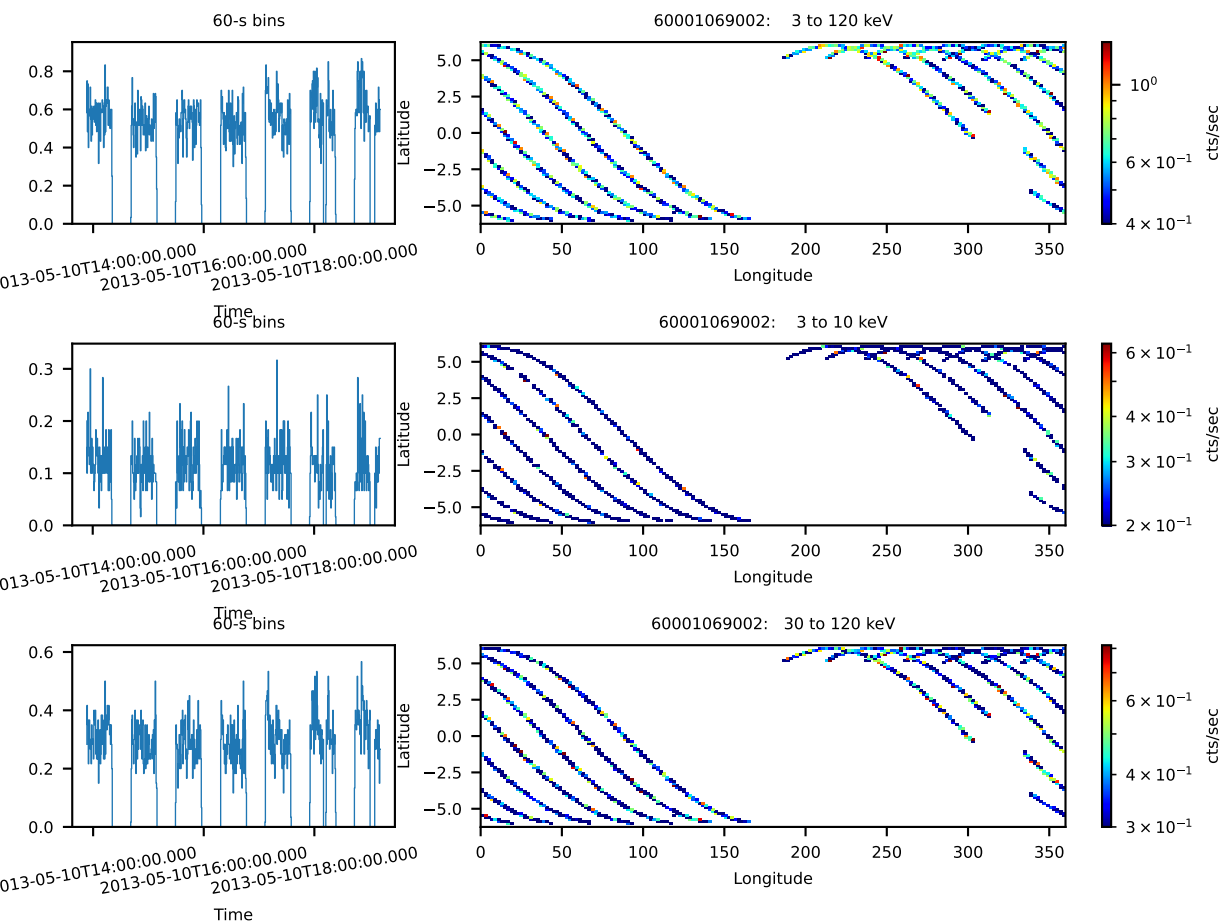 60-s bins
60001069002: 3 to 120 keV
0.8
0.6
0.4
0.2
0.0
Latitude
5.0
2.5
0.0
−2.5
−5.0
10^0
6 × 10^−1
4 × 10^−1
cts/sec
013-05-10T14:00:00.000
2013-05-10T16:00:00.000
2013-05-10T18:00:00.000
Time
0 50 100 150 200 250 300 350
Longitude
60-s bins
60001069002: 3 to 10 keV
0.3
0.2
0.1
0.0
Latitude
5.0
2.5
0.0
−2.5
−5.0
6 × 10^−1
4 × 10^−1
3 × 10^−1
2 × 10^−1
cts/sec
013-05-10T14:00:00.000
2013-05-10T16:00:00.000
2013-05-10T18:00:00.000
Time
0 50 100 150 200 250 300 350
Longitude
60-s bins
60001069002: 30 to 120 keV
0.6
0.4
0.2
0.0
Latitude
5.0
2.5
0.0
−2.5
−5.0
6 × 10^−1
4 × 10^−1
3 × 10^−1
cts/sec
013-05-10T14:00:00.000
2013-05-10T16:00:00.000
2013-05-10T18:00:00.000
Time
0 50 100 150 200 250 300 350
Longitude